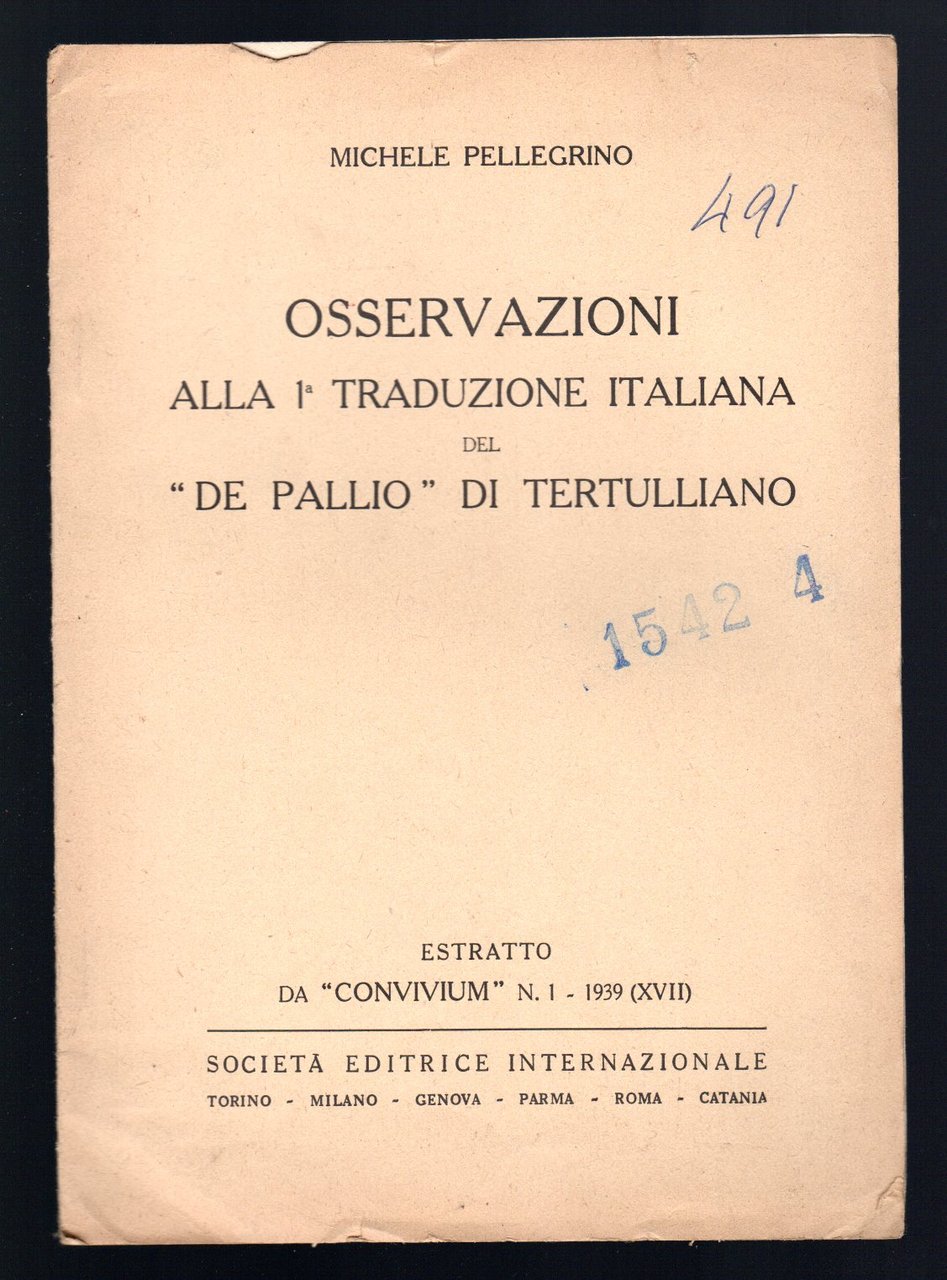 MICHELE PELLEGRINO
491
OSSERVAZIONI
ALLA 1ª TRADUZIONE ITALIANA
DEL
“DE PALLIO” DI TERTULLIANO
1542 4
ESTRATTO
DA “CONVIVIUM” N. 1 - 1939 (XVII)
SOCIETÀ EDITRICE INTERNAZIONALE
TORINO - MILANO - GENOVA - PARMA - ROMA - CATANIA